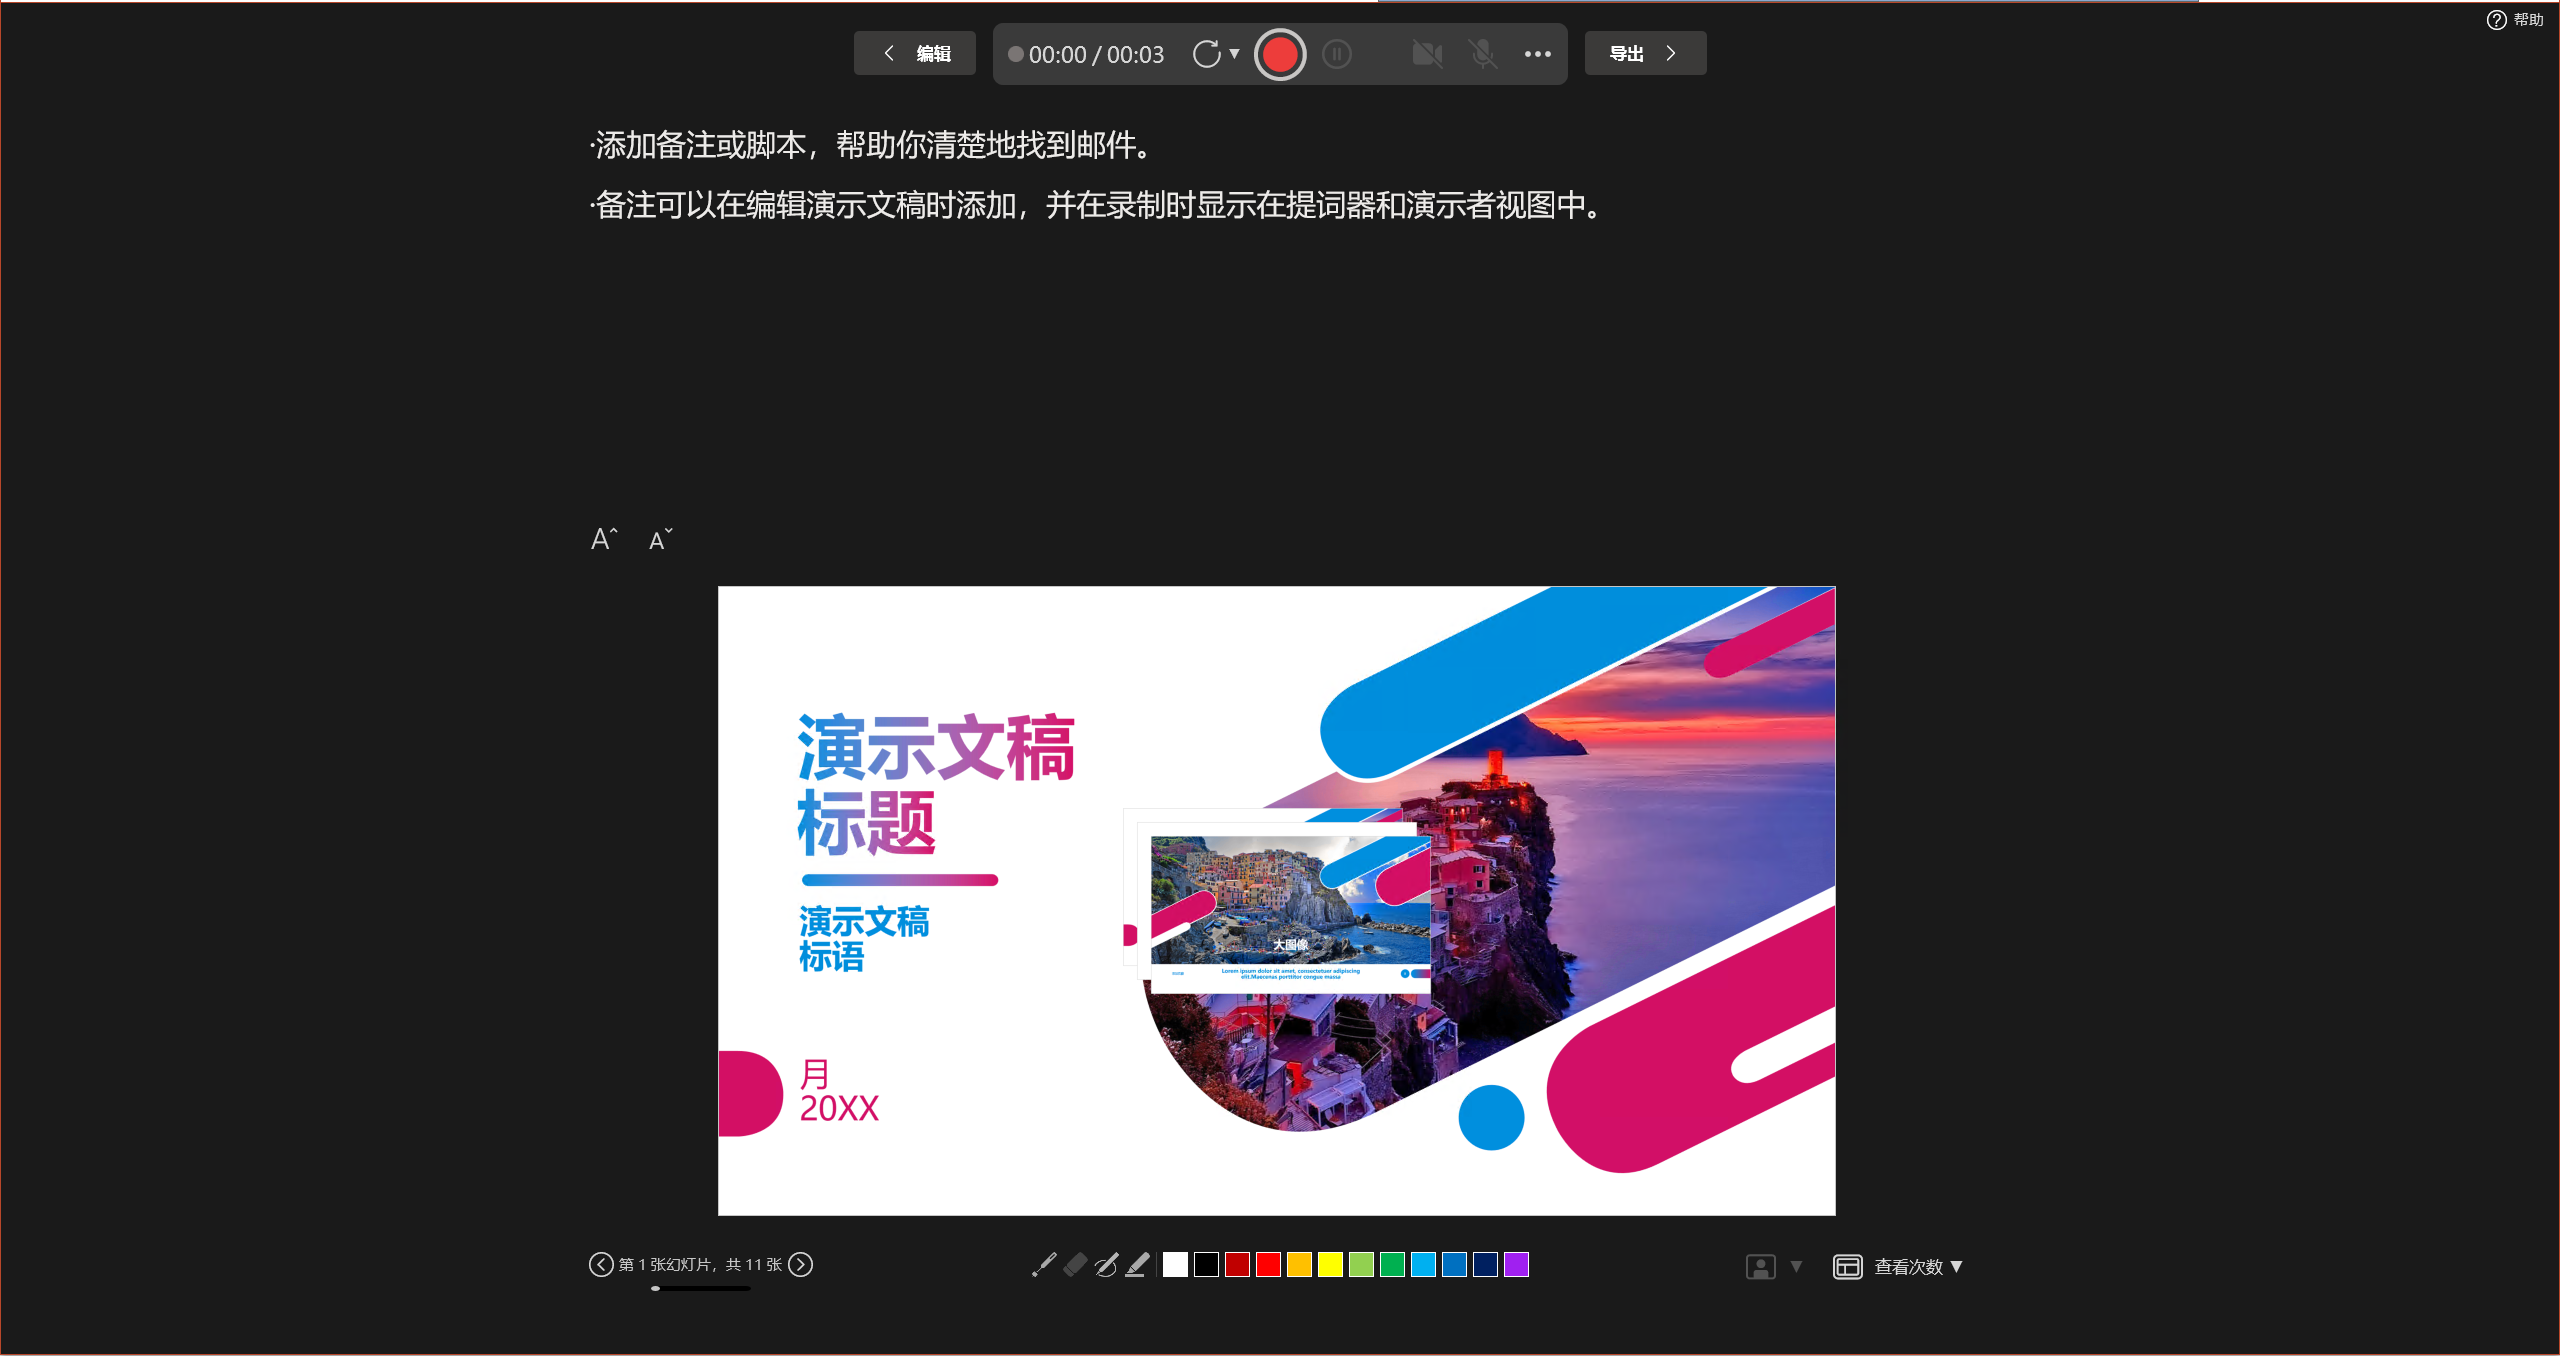 帮助
编辑
00:00 / 00:03
导出
·添加备注或脚本，帮助你清楚地找到邮件。
·备注可以在编辑演示文稿时添加，并在录制时显示在提词器和演示者视图中。
A A
演示文稿
标题
演示文稿
标语
大图像
Lorem ipsum dolor sit amet, consectetuer adipiscing
elit.Maecenas porttitor congue massa
月
20XX
第 1 张幻灯片，共 11 张
查看次数